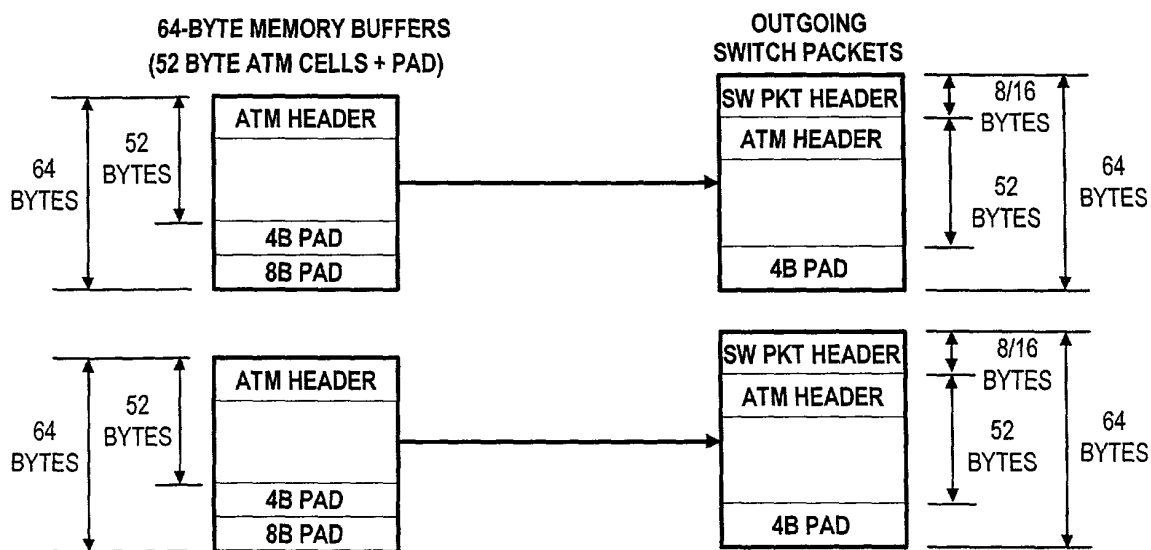 64-BYTE MEMORY BUFFERS
(52 BYTE ATM CELLS + PAD)
OUTGOING
SWITCH PACKETS
64
BYTES
52
BYTES
ATM HEADER
4B PAD
8B PAD
SW PKT HEADER
ATM HEADER
4B PAD
8/16
BYTES
52
BYTES
64
BYTES
64
BYTES
52
BYTES
ATM HEADER
4B PAD
8B PAD
SW PKT HEADER
ATM HEADER
4B PAD
8/16
BYTES
52
BYTES
64
BYTES